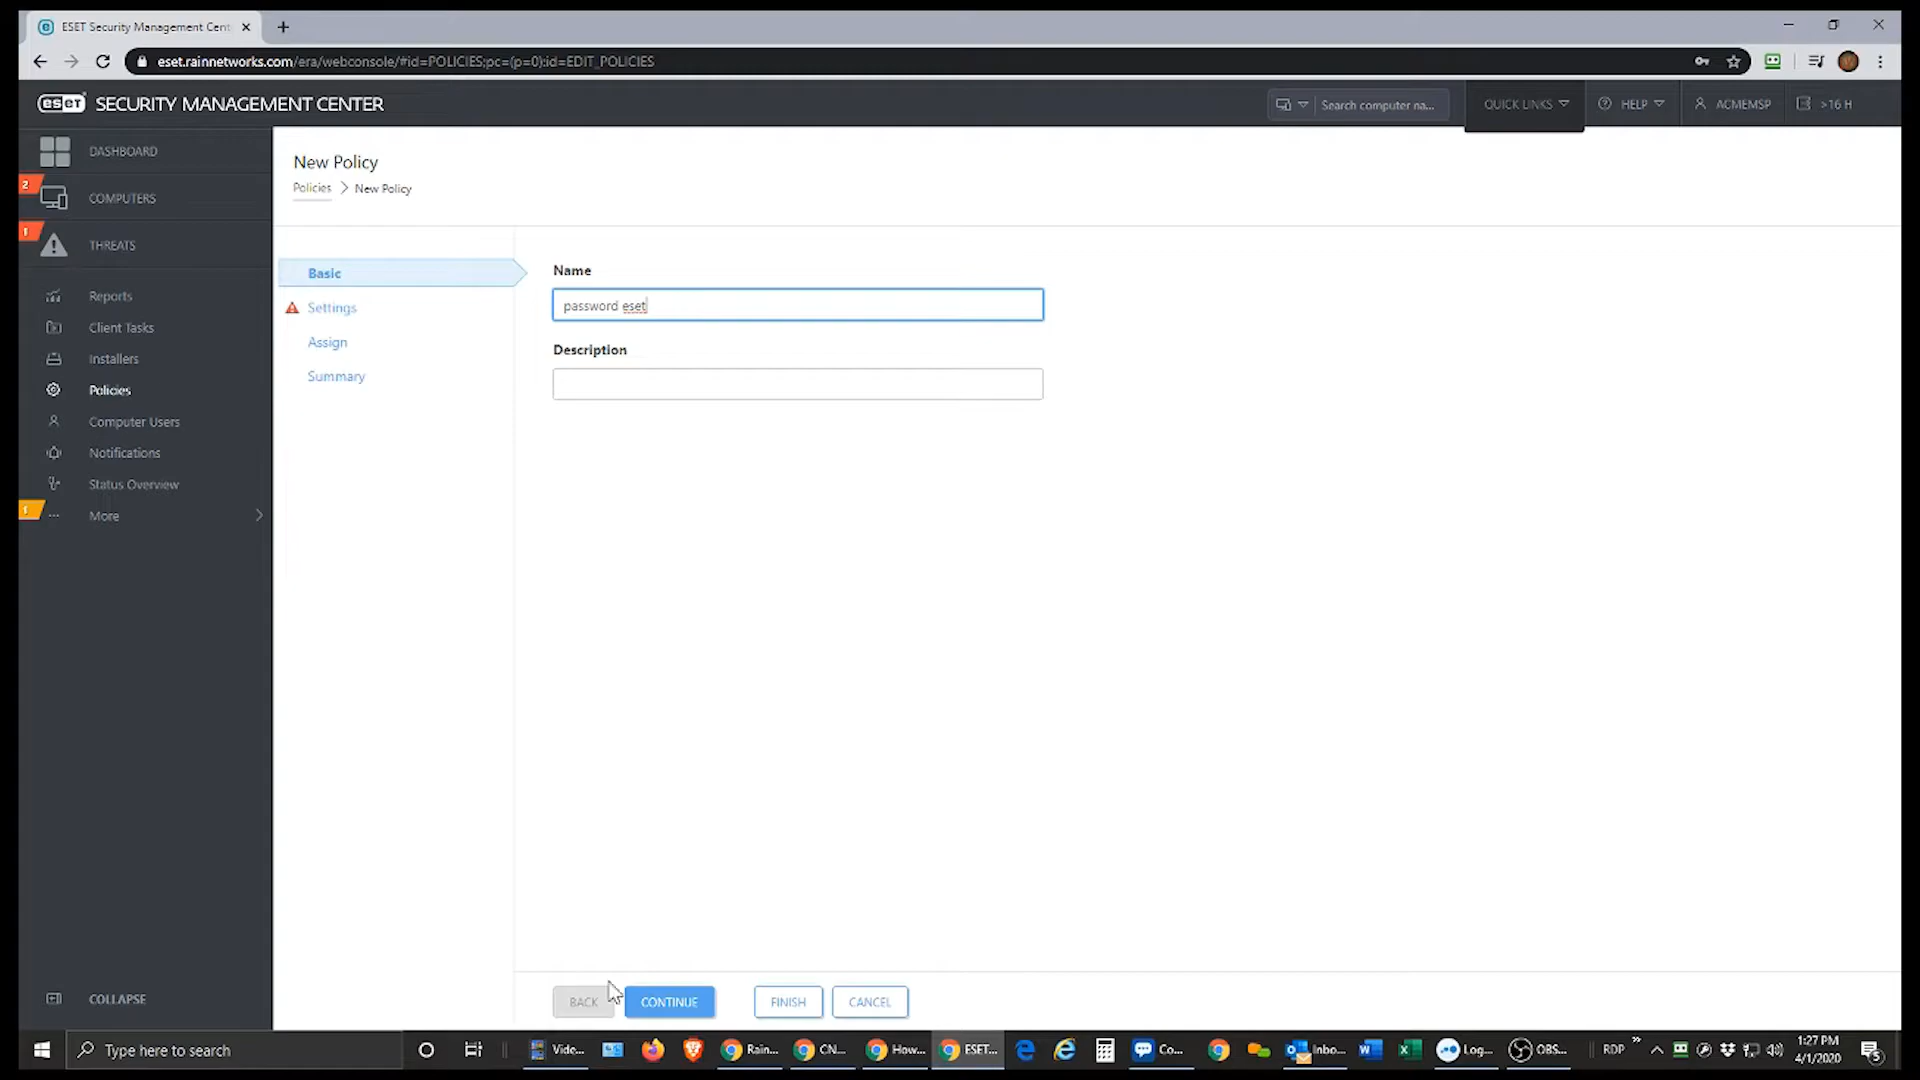 ESET Security Management Cent
eset.rainnetworks.com/era/webconsole/#id=POLICIES;pc=(p=0):id=EDIT_POLICIES
eset SECURITY MANAGEMENT CENTER
Search computer na...
QUICK LINKS
HELP
ACMEMSP
>16 H
DASHBOARD
2
COMPUTERS
1
THREATS
Reports
Client Tasks
Installers
Policies
Computer Users
Notifications
Status Overview
1
More
COLLAPSE
New Policy
Policies > New Policy
Basic
Settings
Assign
Summary
Name
password eset
Description
BACK
CONTINUE
FINISH
CANCEL
Type here to search
Vide...
Rain...
CN...
How...
ESET...
Co...
Inbo...
Log...
OBS...
RDP
1:27 PM
4/1/2020
5